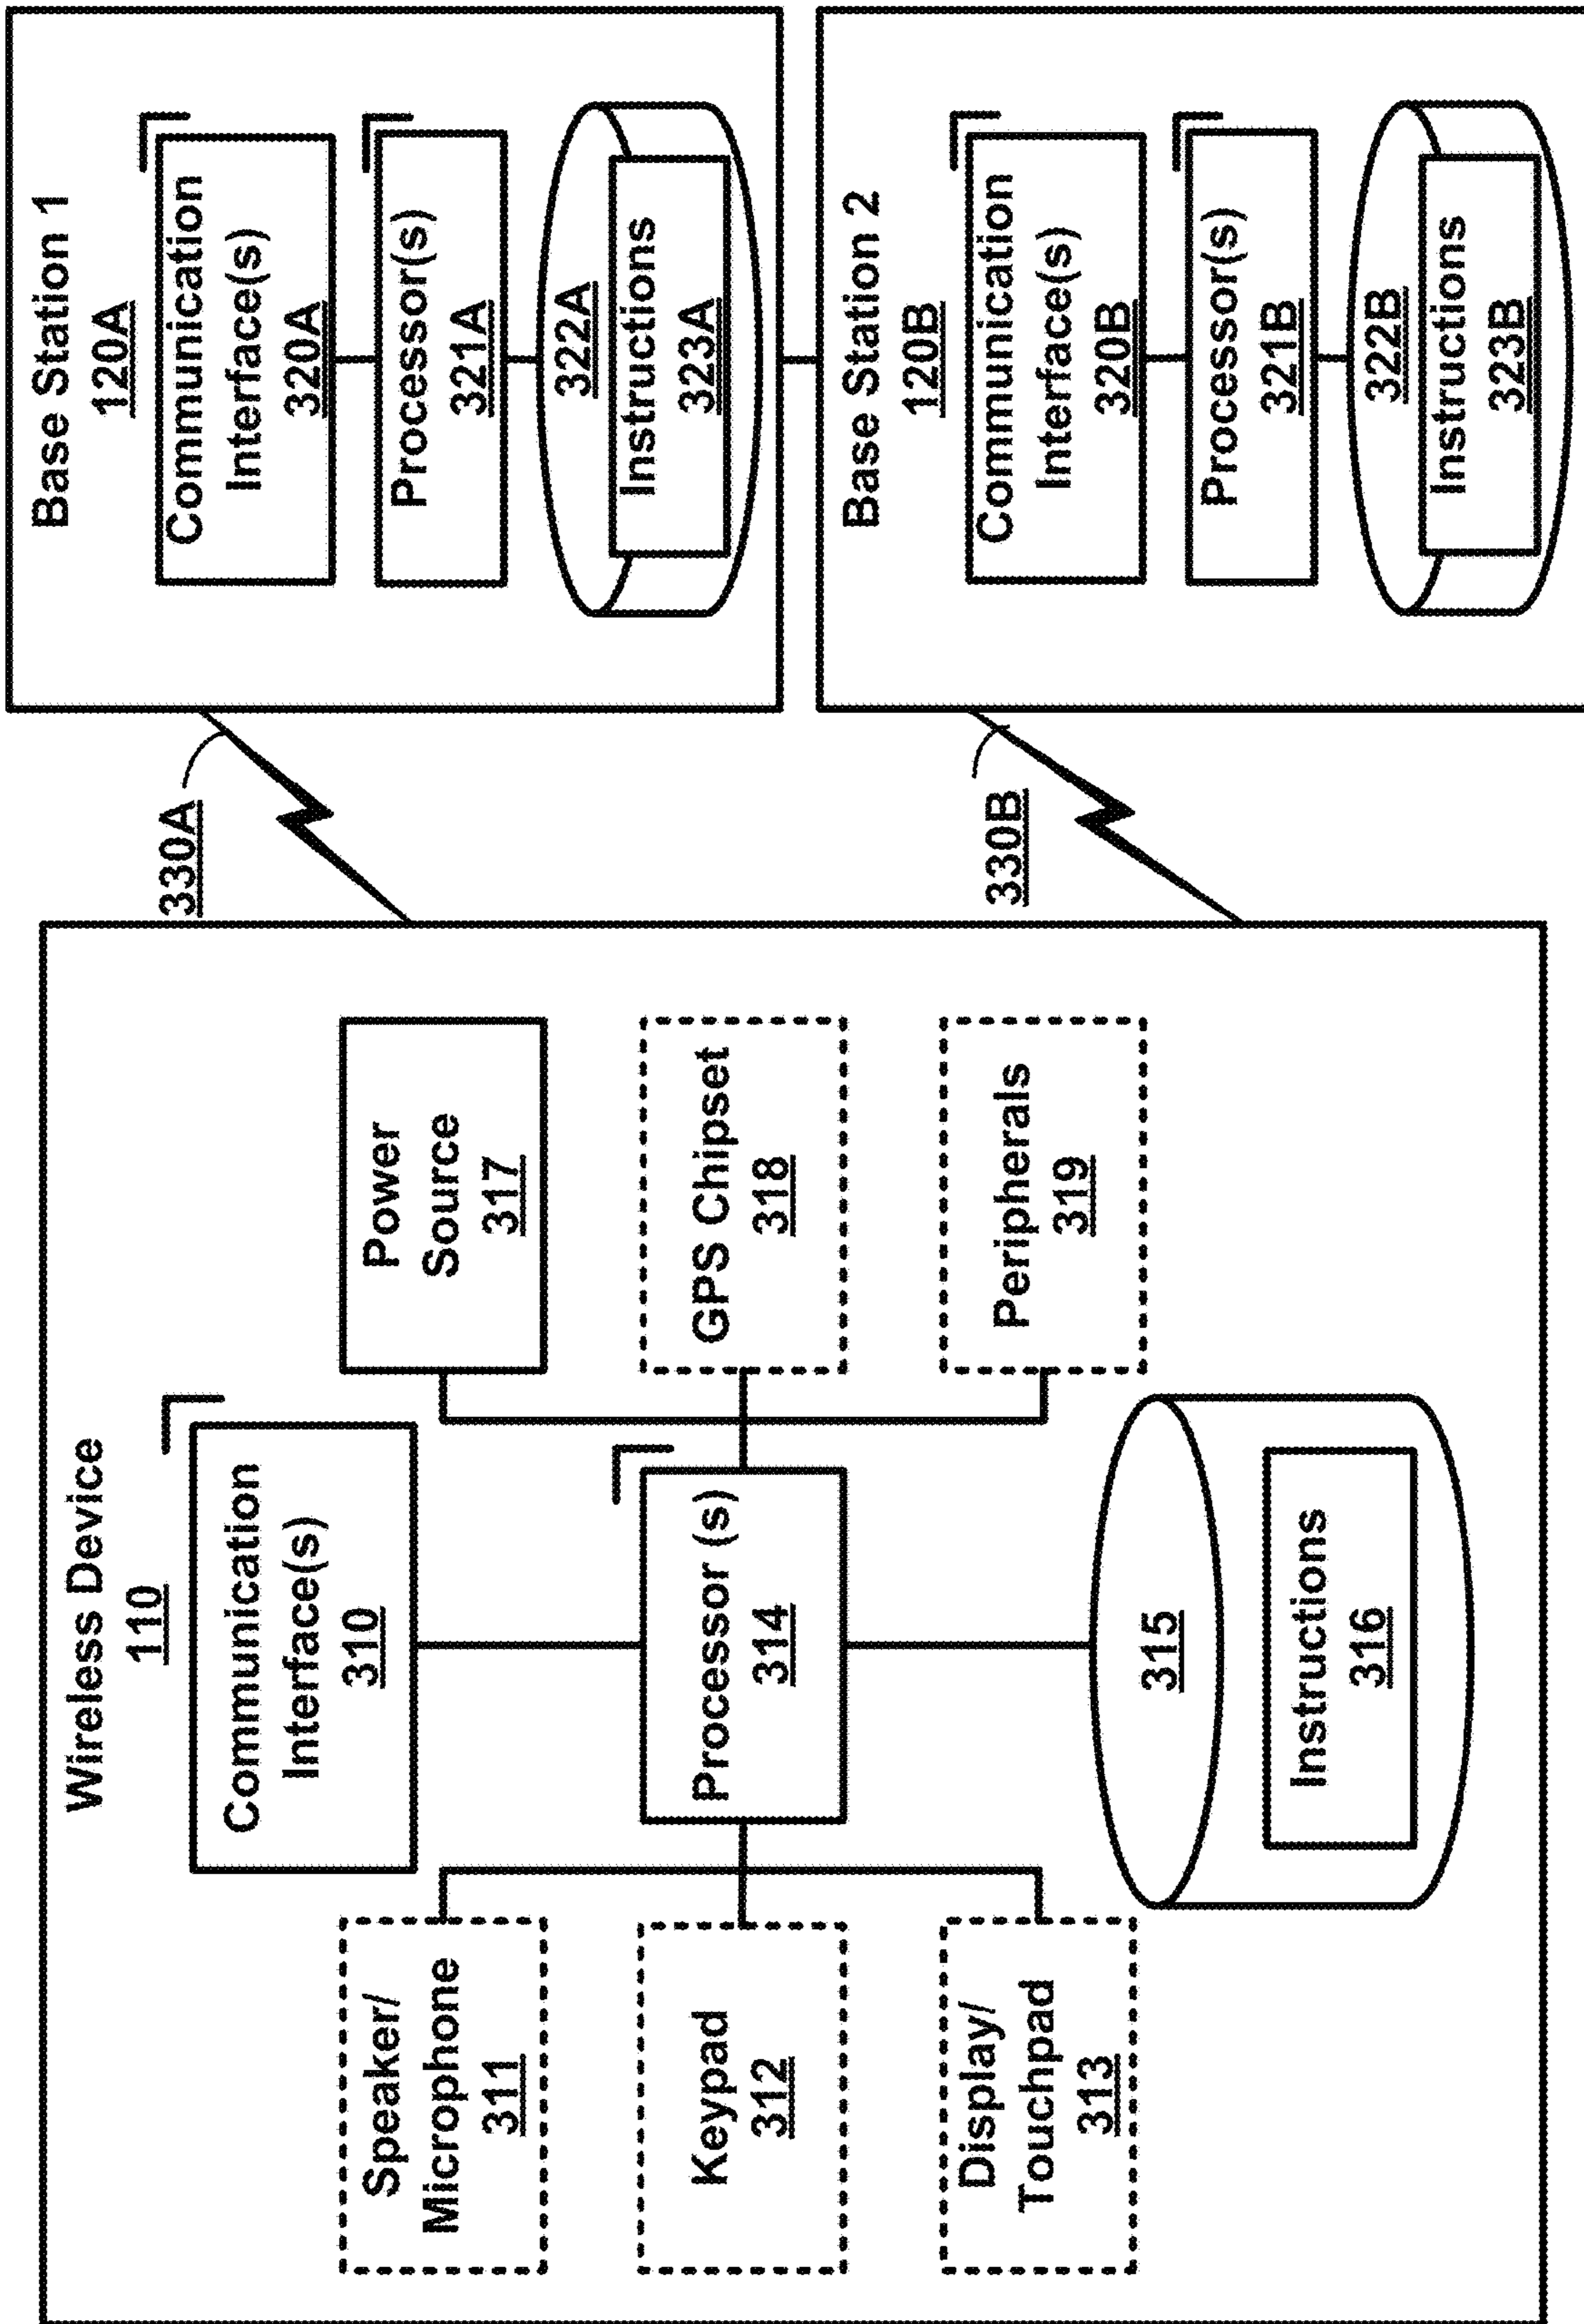 Wireless Device
110
Communication
Interface(s)
310
Speaker/
Microphone
311
Keypad
312
Display/
Touchpad
313
Processor (s)
314
315
Instructions
316
Power
Source
317
GPS Chipset
318
Peripherals
319
330A
330B
Base Station 1
120A
Communication
Interface(s)
320A
Processor(s)
321A
322A
Instructions
323A
Base Station 2
120B
Communication
Interface(s)
320B
Processor(s)
321B
322B
Instructions
323B